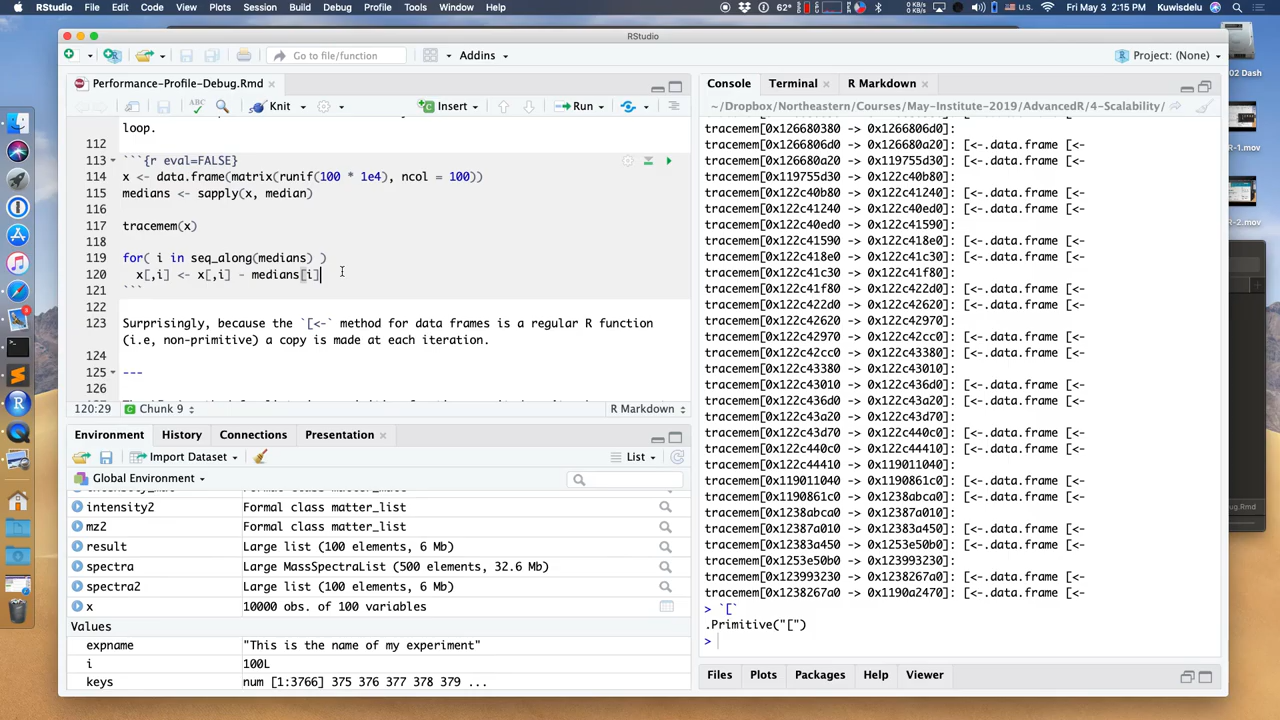 RStudio File Edit Code View Plots Session Build Debug Profile Tools Window Help 62° KiwiSdelu Fri May 3 2:15 PM Kuwisdelu
RStudio
Go to file/function Addins Project: (None)
Performance-Profile-Debug.Rmd
Knit Insert Run
loop.
112
113 ```{r eval=FALSE}
114 x <- data.frame(matrix(runif(100 * 1e4), ncol = 100))
115 medians <- sapply(x, median)
116
117 tracemem(x)
118
119 for( i in seq_along(medians) )
120 x[,i] <- x[,i] - medians[i]
121 ```
122
123 Surprisingly, because the `[<-` method for data frames is a regular R function
(i.e, non-primitive) a copy is made at each iteration.
124
125 ---
126
120:29 Chunk 9 R Markdown
Environment History Connections Presentation
Import Dataset List
Global Environment
intensity2 Formal class matter_list
mz2 Formal class matter_list
result Large list (100 elements, 6 Mb)
spectra Large MassSpectraList (500 elements, 32.6 Mb)
spectra2 Large list (100 elements, 6 Mb)
x 10000 obs. of 100 variables
Values
expname "This is the name of my experiment"
i 100L
keys num [1:3766] 375 376 377 378 379 ...
Console Terminal R Markdown
~/Dropbox/Northeastern/Courses/May-Institute-2019/AdvancedR/4-Scalability/
tracemem[0x126660380 -> 0x1266806d0]:
tracemem[0x1266806d0 -> 0x126680a20]: [<-.data.frame [<-
tracemem[0x126680a20 -> 0x119755d30]:
tracemem[0x119755d30 -> 0x122c40b80]: [<-.data.frame [<-
tracemem[0x122c40b80 -> 0x122c41240]: [<-.data.frame [<-
tracemem[0x122c41240 -> 0x122c40ed0]: [<-.data.frame [<-
tracemem[0x122c40ed0 -> 0x122c41590]:
tracemem[0x122c41590 -> 0x122c418e0]: [<-.data.frame [<-
tracemem[0x122c418e0 -> 0x122c41c30]: [<-.data.frame [<-
tracemem[0x122c41c30 -> 0x122c41f80]:
tracemem[0x122c41f80 -> 0x122c422d0]: [<-.data.frame [<-
tracemem[0x122c422d0 -> 0x122c42620]: [<-.data.frame [<-
tracemem[0x122c42620 -> 0x122c42970]:
tracemem[0x122c42970 -> 0x122c42cc0]: [<-.data.frame [<-
tracemem[0x122c42cc0 -> 0x122c43380]: [<-.data.frame [<-
tracemem[0x122c43380 -> 0x122c43010]:
tracemem[0x122c43010 -> 0x122c436d0]: [<-.data.frame [<-
tracemem[0x122c436d0 -> 0x122c43a20]: [<-.data.frame [<-
tracemem[0x122c43a20 -> 0x122c43d70]:
tracemem[0x122c43d70 -> 0x122c440c0]: [<-.data.frame [<-
tracemem[0x122c440c0 -> 0x122c44410]: [<-.data.frame [<-
tracemem[0x122c44410 -> 0x119011040]:
tracemem[0x119011040 -> 0x1190861c0]: [<-.data.frame [<-
tracemem[0x1190861c0 -> 0x1238abca0]: [<-.data.frame [<-
tracemem[0x1238abca0 -> 0x12387a010]:
tracemem[0x12387a010 -> 0x12383a450]: [<-.data.frame [<-
tracemem[0x12383a450 -> 0x1253e50b0]: [<-.data.frame [<-
tracemem[0x1253e50b0 -> 0x123993230]:
tracemem[0x123993230 -> 0x1238267a0]: [<-.data.frame [<-
tracemem[0x1238267a0 -> 0x1190a2470]: [<-.data.frame [<-
> `[`
.Primitive("[")
>
Files Plots Packages Help Viewer
02 Dash
R-1.mov
R-2.mov
ug.Rmd